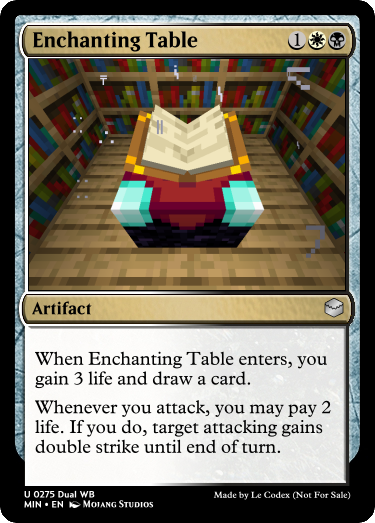 Enchanting Table 1
Artifact
When Enchanting Table enters, you
gain 3 life and draw a card.
Whenever you attack, you may pay 2
life. If you do, target attacking gains
double strike until end of turn.
U 0275 Dual WB
MIN • EN Mojang Studios
Made by Le Codex (Not For Sale)